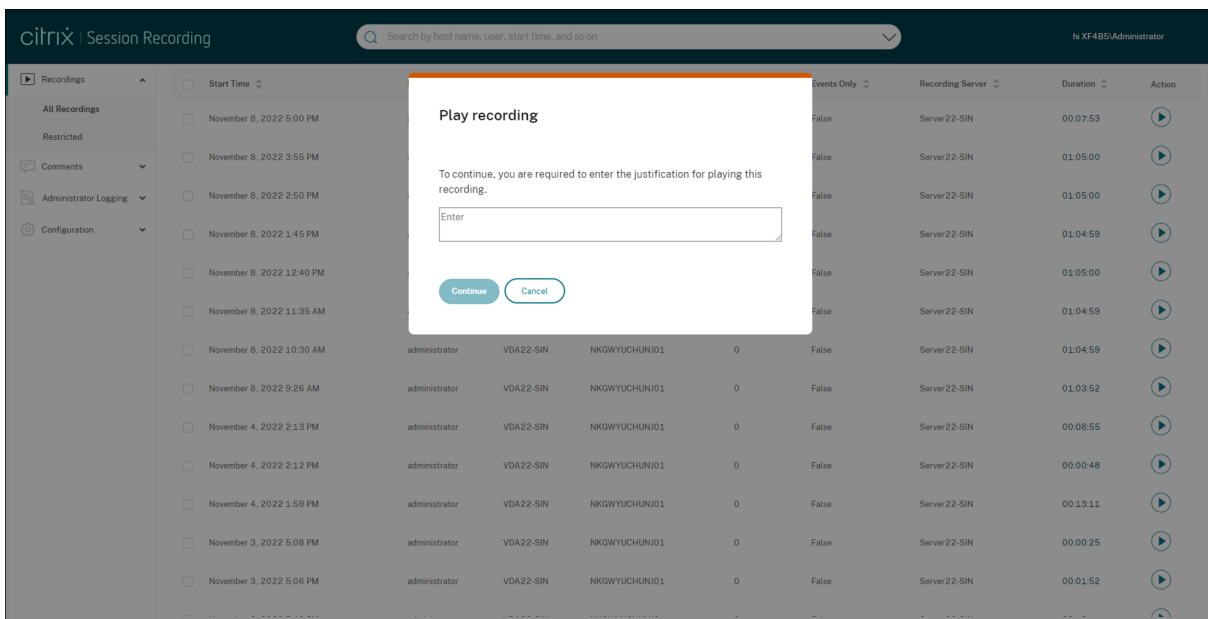 citrix | Session Recording
Search by host name, user, start time, and so on
hi XF4B5\Administrator
Recordings
All Recordings
Restricted
Comments
Administrator Logging
Configuration
Start Time Events Only Recording Server Duration Action
November 8, 2022 5:00 PM False Server22-SIN 00:07:53
November 8, 2022 3:55 PM False Server22-SIN 01:05:00
November 8, 2022 2:50 PM False Server22-SIN 01:05:00
November 8, 2022 1:45 PM False Server22-SIN 01:04:59
November 8, 2022 12:40 PM False Server22-SIN 01:05:00
November 8, 2022 11:35 AM False Server22-SIN 01:04:59
November 8, 2022 10:30 AM administrator VDA22-SIN NKGWYUCHUNJ01 0 False Server22-SIN 01:04:59
November 8, 2022 9:26 AM administrator VDA22-SIN NKGWYUCHUNJ01 0 False Server22-SIN 01:03:52
November 4, 2022 2:13 PM administrator VDA22-SIN NKGWYUCHUNJ01 0 False Server22-SIN 00:08:55
November 4, 2022 2:12 PM administrator VDA22-SIN NKGWYUCHUNJ01 0 False Server22-SIN 00:00:48
November 4, 2022 1:59 PM administrator VDA22-SIN NKGWYUCHUNJ01 0 False Server22-SIN 00:13:11
November 3, 2022 5:08 PM administrator VDA22-SIN NKGWYUCHUNJ01 0 False Server22-SIN 00:00:25
November 3, 2022 5:06 PM administrator VDA22-SIN NKGWYUCHUNJ01 0 False Server22-SIN 00:01:52
Play recording
To continue, you are required to enter the justification for playing this
recording.
Enter
Continue Cancel